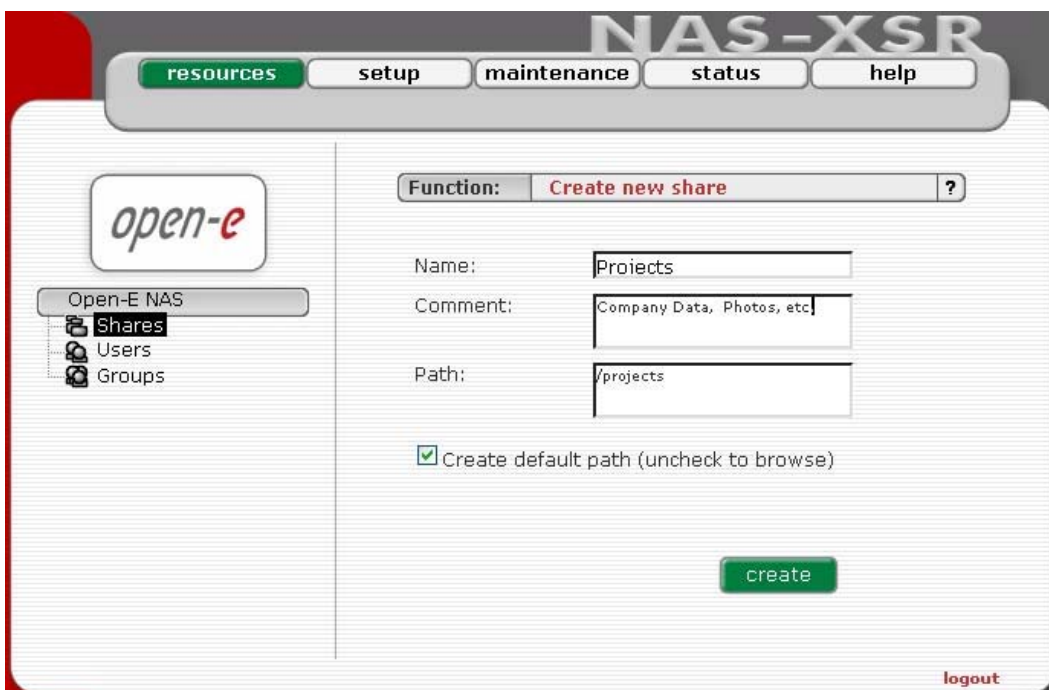 NAS-XSR
resources setup maintenance status help
open-e
Function: Create new share ?
Open-E NAS
Shares
Users
Groups
Name: Projects
Comment: Company Data, Photos, etc
Path: /projects
Create default path (uncheck to browse)
create
logout